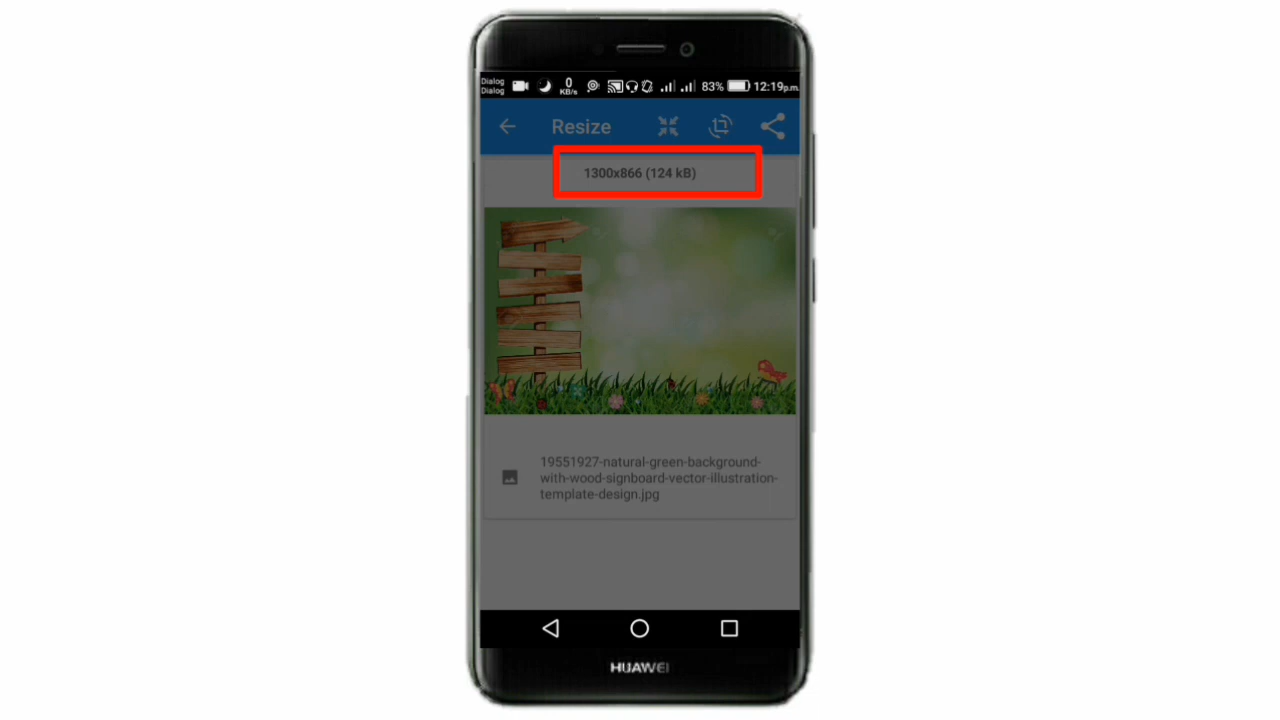 Dialog
Dialog
0
KB/s
83%
12:19p.m.
Resize
1300x866 (124 kB)
19551927-natural-green-background-
with-wood-signboard-vector-illustration-
template-design.jpg
HUAWEI